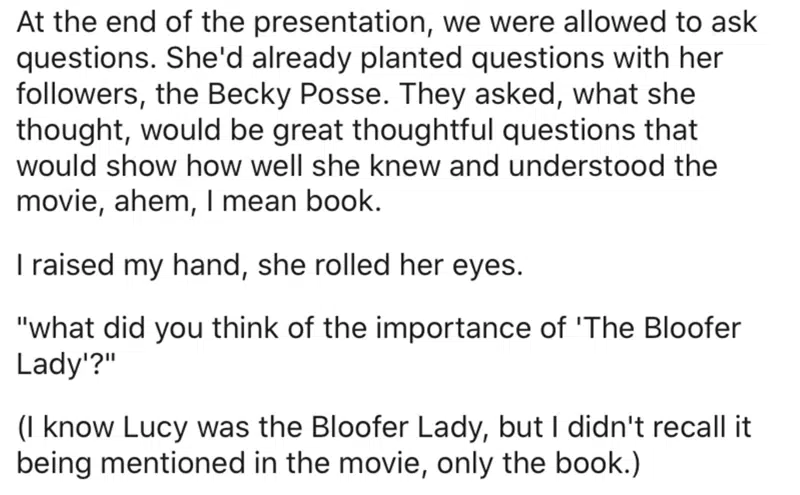 At the end of the presentation, we were allowed to ask
questions. She'd already planted questions with her
followers, the Becky Posse. They asked, what she
thought, would be great thoughtful questions that
would show how well she knew and understood the
movie, ahem, I mean book.
I raised my hand, she rolled her eyes.
"what did you think of the importance of 'The Bloofer
Lady'?"
(I know Lucy was the Bloofer Lady, but I didn't recall it
being mentioned in the movie, only the book.)